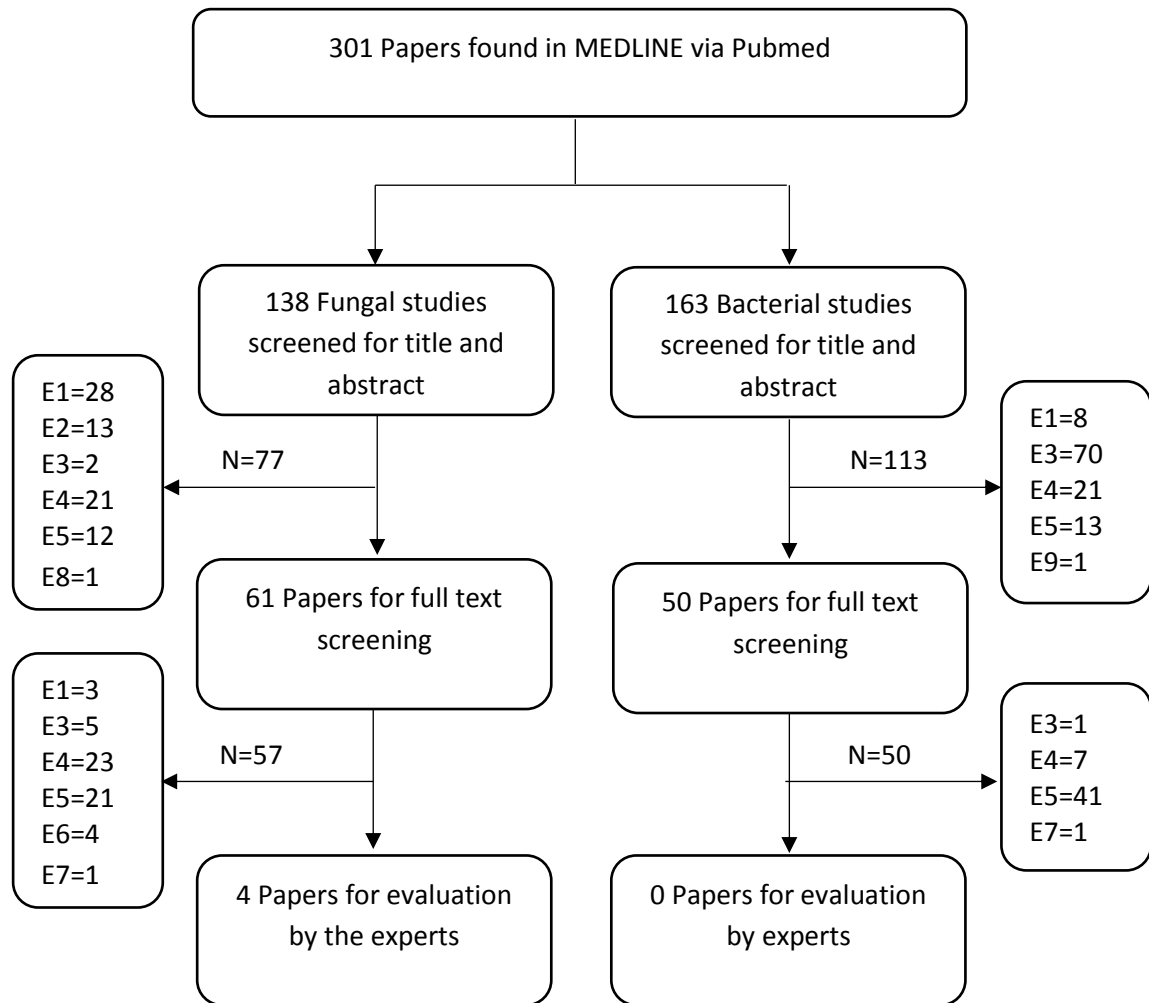 301 Papers found in MEDLINE via Pubmed
138 Fungal studies
screened for title and
abstract
163 Bacterial studies
screened for title and
abstract
E1=28
E2=13
E3=2
E4=21
E5=12
E8=1
N=77
N=113
E1=8
E3=70
E4=21
E5=13
E9=1
61 Papers for full text
screening
50 Papers for full text
screening
E1=3
E3=5
E4=23
E5=21
E6=4
E7=1
N=57
N=50
E3=1
E4=7
E5=41
E7=1
4 Papers for evaluation
by the experts
0 Papers for evaluation
by experts